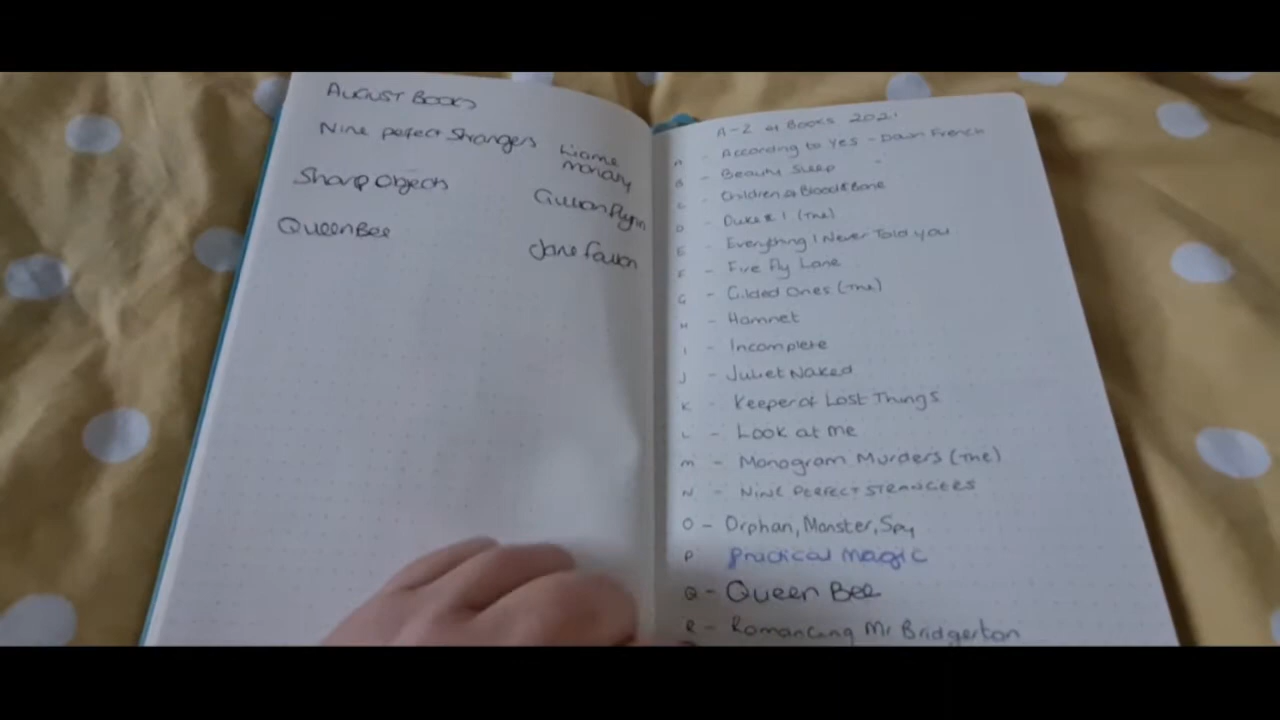 AUGUST BOOKS
Nine perfect Strangers Liane Moriarty
Sharp Objects Gillian Flynn
Queen Bee Jane Fallon
A-Z of Books 2021
A - According to Yes - Dawn French
B - Beauty Sleep
C - Children of Blood & Bone
D - Duke & I (The)
E - Everything I Never Told you
F - Fire Fly Lane
G - Gilded Ones (The)
H - Hamnet
I - Incomplete
J - Juliet Naked
K - Keeper of Lost Things
L - Look at me
M - Monogram Murders (The)
N - NINE PERFECT STRANGERS
O - Orphan, Monster, Spy
P Practical Magic
Q - Queen Bee
R - Romancing Mr Bridgerton